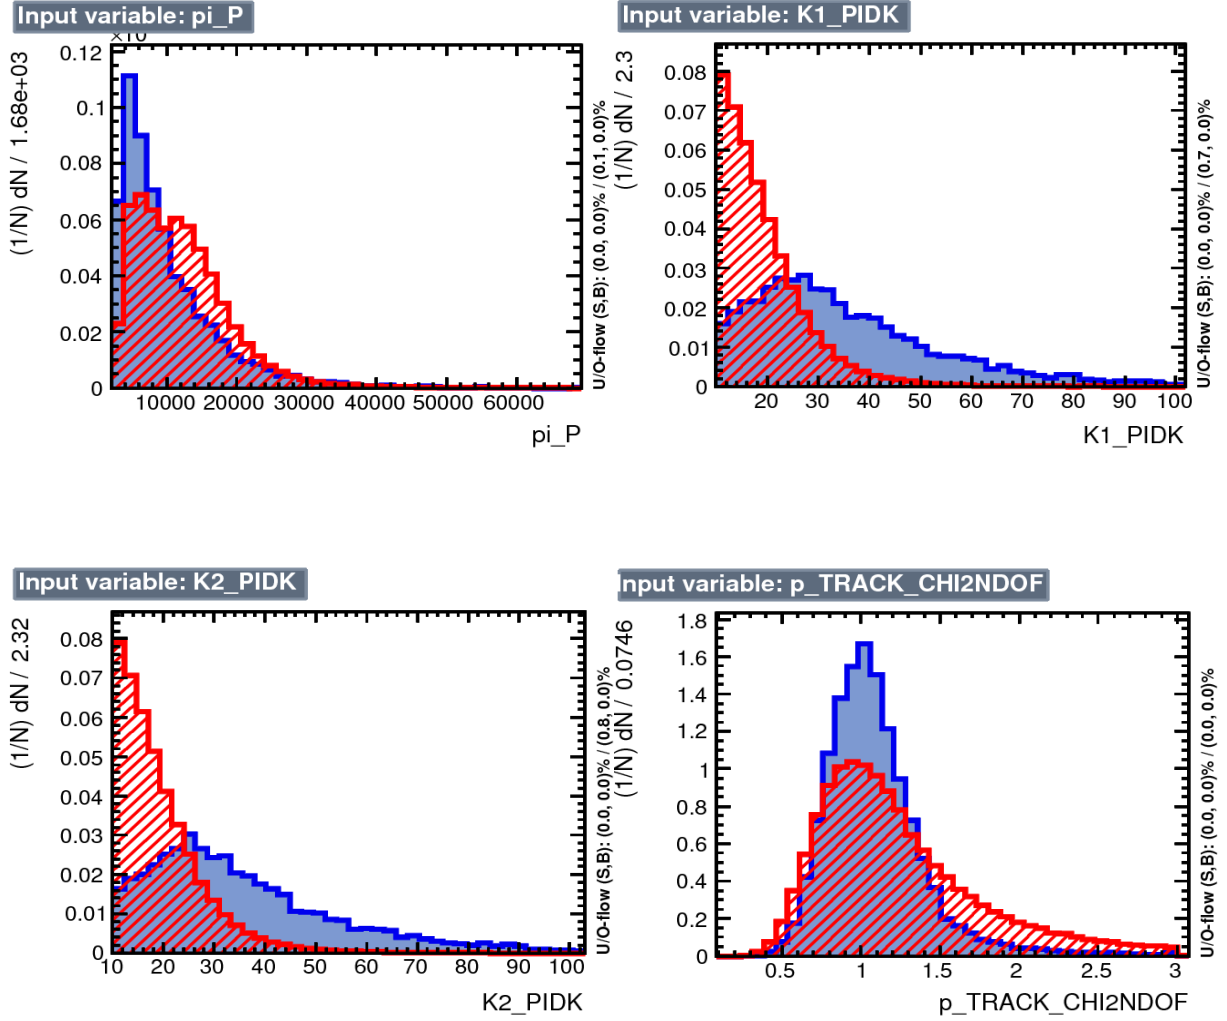 Input variable: pi_P
(1/N) dN / 1.68e+03
0.12
0.1
0.08
0.06
0.04
0.02
0
10000 20000 30000 40000 50000 60000
pi_P
U/O-flow (S,B): (0.0, 0.0)% / (0.1, 0.0)%
Input variable: K1_PIDK
(1/N) dN / 2.3
0.08
0.07
0.06
0.05
0.04
0.03
0.02
0.01
0
20 30 40 50 60 70 80 90 100
K1_PIDK
U/O-flow (S,B): (0.0, 0.0)% / (0.7, 0.0)%
Input variable: K2_PIDK
(1/N) dN / 2.32
0.08
0.07
0.06
0.05
0.04
0.03
0.02
0.01
0
10 20 30 40 50 60 70 80 90 100
K2_PIDK
U/O-flow (S,B): (0.0, 0.0)% / (0.8, 0.0)%
Input variable: p_TRACK_CHI2NDOF
(1/N) dN / 0.0746
1.8
1.6
1.4
1.2
1
0.8
0.6
0.4
0.2
0
0.5 1 1.5 2 2.5 3
p_TRACK_CHI2NDOF
U/O-flow (S,B): (0.0, 0.0)% / (0.0, 0.0)%